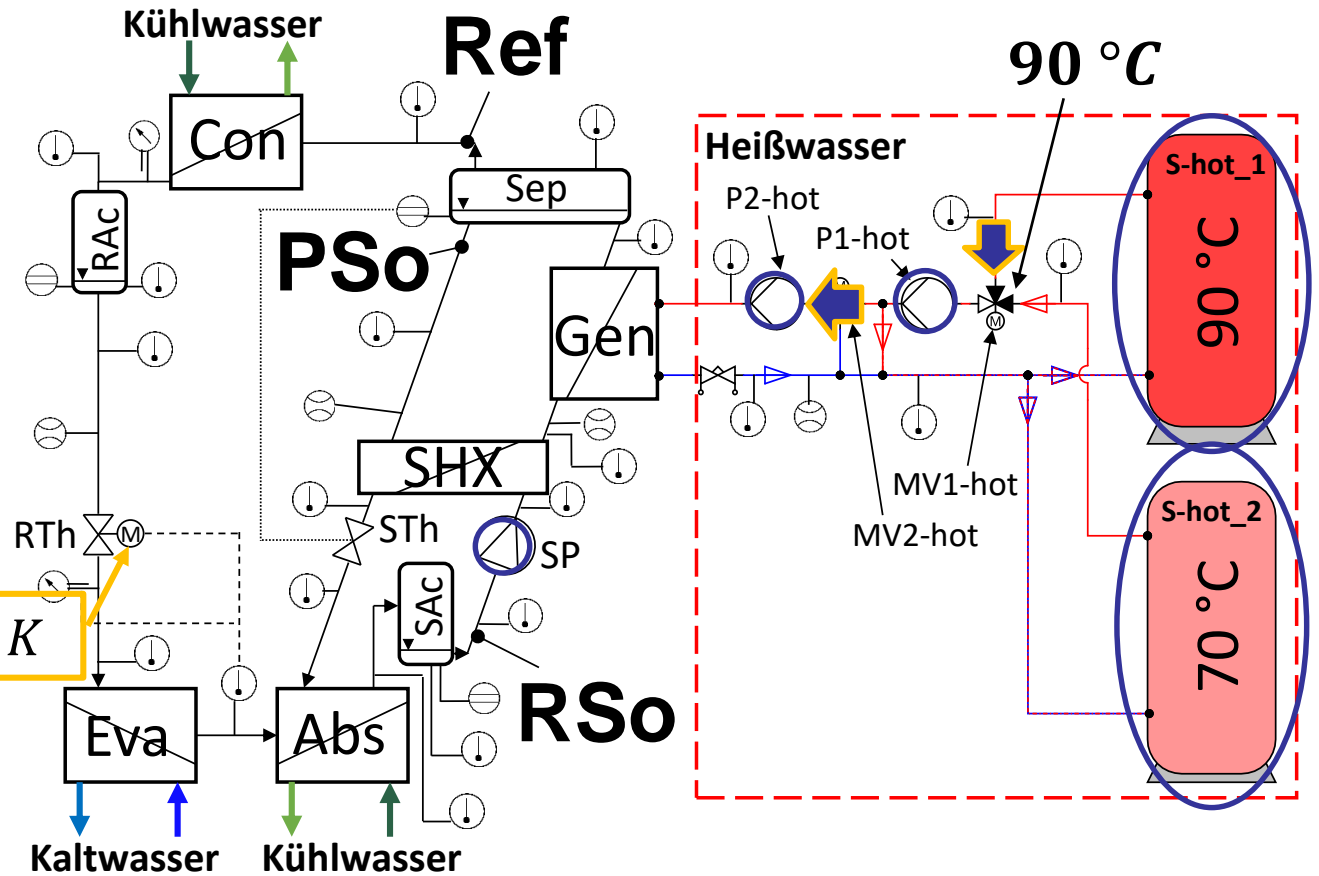 Kühlwasser
Ref
90 °C
Con
Heißwasser
S-hot_1
Sep
P2-hot
P1-hot
RAc
PSo
90 °C
Gen
M
M
SHX
MV1-hot
S-hot_2
RTh
M
STh
SP
MV2-hot
SAc
70 °C
K
RSo
Eva
Abs
Kaltwasser
Kühlwasser